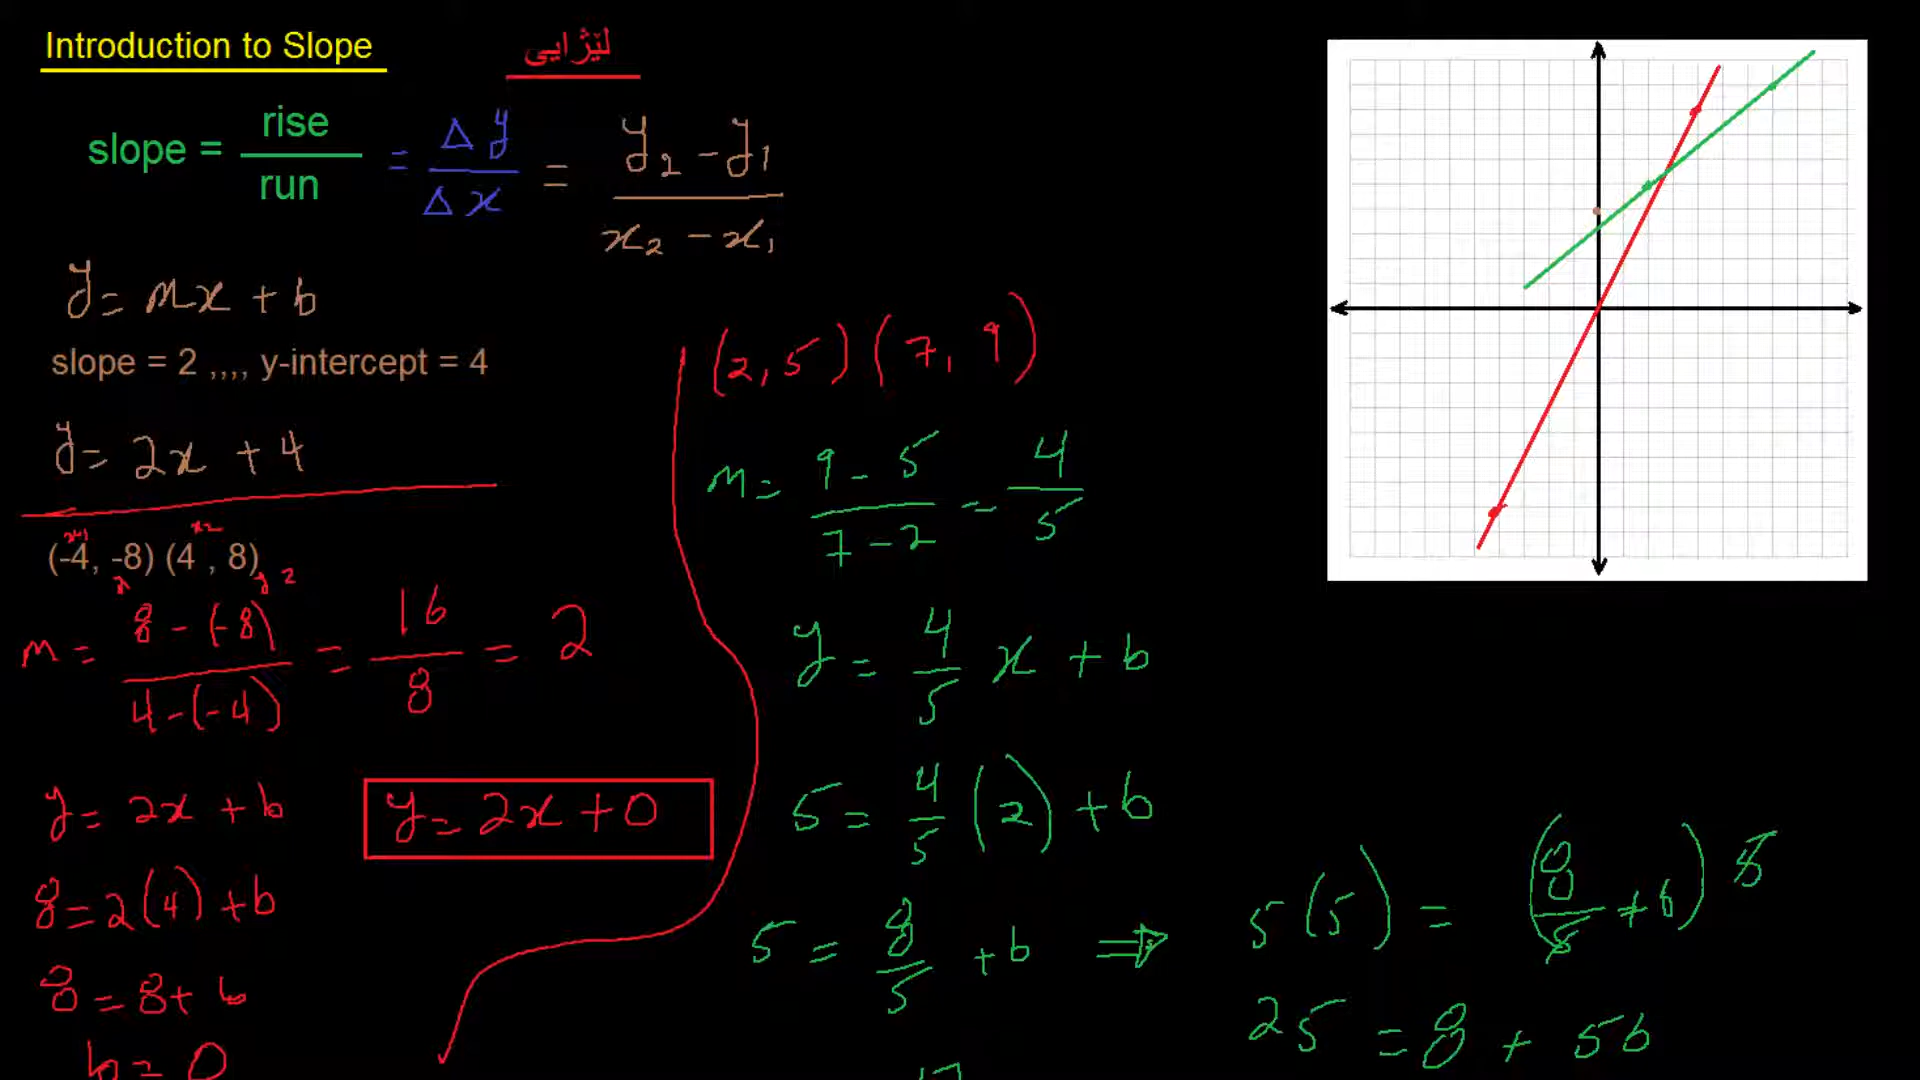 Introduction to Slope
لێژایی
slope = rise / run = Δy / Δx = y₂ - y₁ / x₂ - x₁
y = mx + b
slope = 2 ,,,, y-intercept = 4
y = 2x + 4
x₂
(-4, -8) (4 , 8)
y 2
m = 8 - (-8) / 4 - (-4) = 16 / 8 = 2
y = 2x + b
y = 2x + 0
8 = 2(4) + b
8 = 8 + b
b = 0
(2, 5) (7, 9)
m = 9 - 5 / 7 - 2 = 4 / 5
y = 4/5 x + b
5 = 4/5 (2) + b
5 = 8/5 + b ⇒
5(5) = (8/5 + b) 5
25 = 8 + 5b